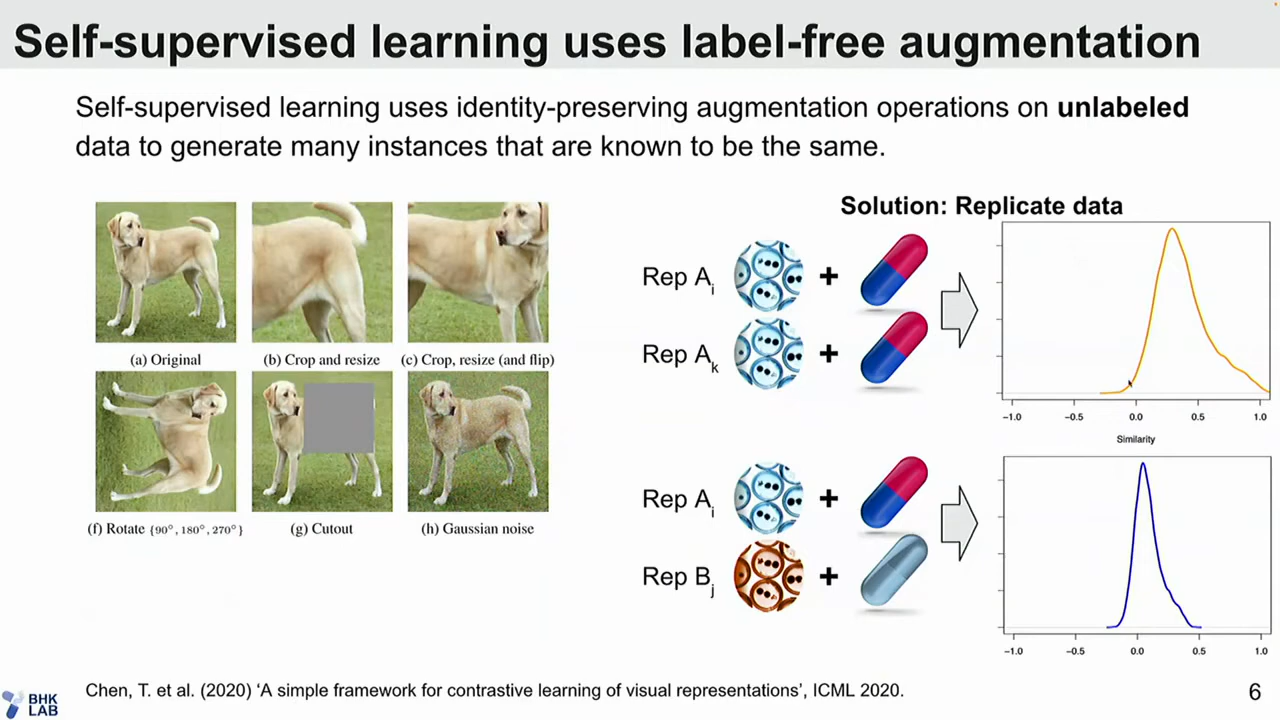 Self-supervised learning uses label-free augmentation
Self-supervised learning uses identity-preserving augmentation operations on unlabeled
data to generate many instances that are known to be the same.
(a) Original
(b) Crop and resize
(c) Crop, resize (and flip)
(f) Rotate {90°, 180°, 270°}
(g) Cutout
(h) Gaussian noise
Solution: Replicate data
Rep Ai
+
Rep Ak
+
-1.0 -0.5 0.0 0.5 1.0
Similarity
Rep Ai
+
Rep Bj
+
-1.0 -0.5 0.0 0.5 1.0
Chen, T. et al. (2020) ‘A simple framework for contrastive learning of visual representations’, ICML 2020.
BHK
LAB
6